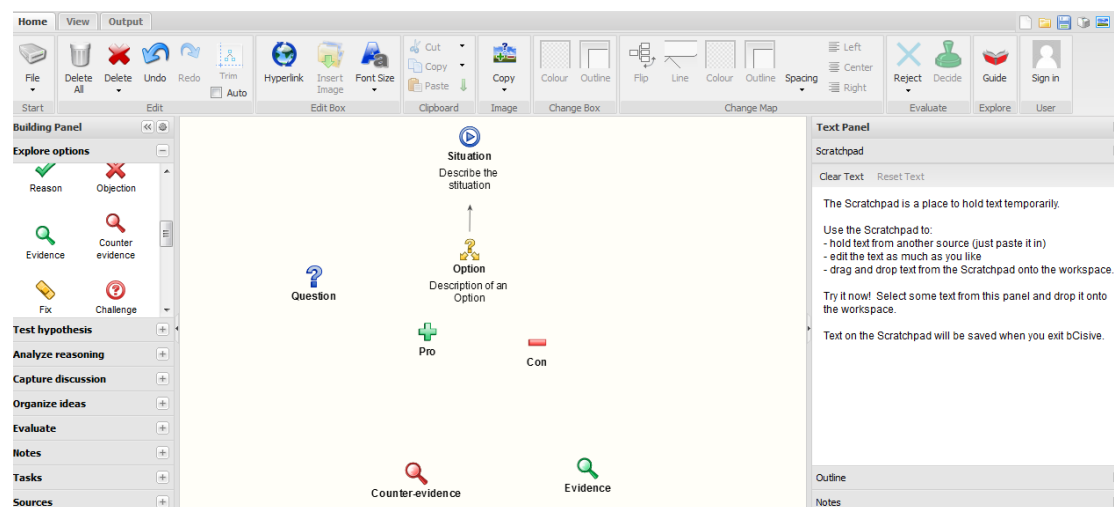 Home View Output
File
Delete All
Delete
Undo
Redo
Trim
Auto
Hyperlink
Insert Image
Font Size
Cut
Copy
Paste
Copy
Colour
Outline
Flip
Line
Colour
Outline
Spacing
Left
Center
Right
Reject
Decide
Guide
Sign in
Start
Edit
Edit Box
Clipboard
Image
Change Box
Change Map
Evaluate
Explore
User
Building Panel
Explore options
Reason
Objection
Evidence
Counter
evidence
Fix
Challenge
Test hypothesis
Analyze reasoning
Capture discussion
Organize ideas
Evaluate
Notes
Tasks
Sources
Situation
Describe the
stituation
Option
Description of an
Option
Question
Pro
Con
Counter-evidence
Evidence
Text Panel
Scratchpad
Clear Text Reset Text
The Scratchpad is a place to hold text temporarily.
Use the Scratchpad to:
- hold text from another source (just paste it in)
- edit the text as much as you like
- drag and drop text from the Scratchpad onto the workspace.
Try it now! Select some text from this panel and drop it onto
the workspace.
Text on the Scratchpad will be saved when you exit bCisive.
Outline
Notes